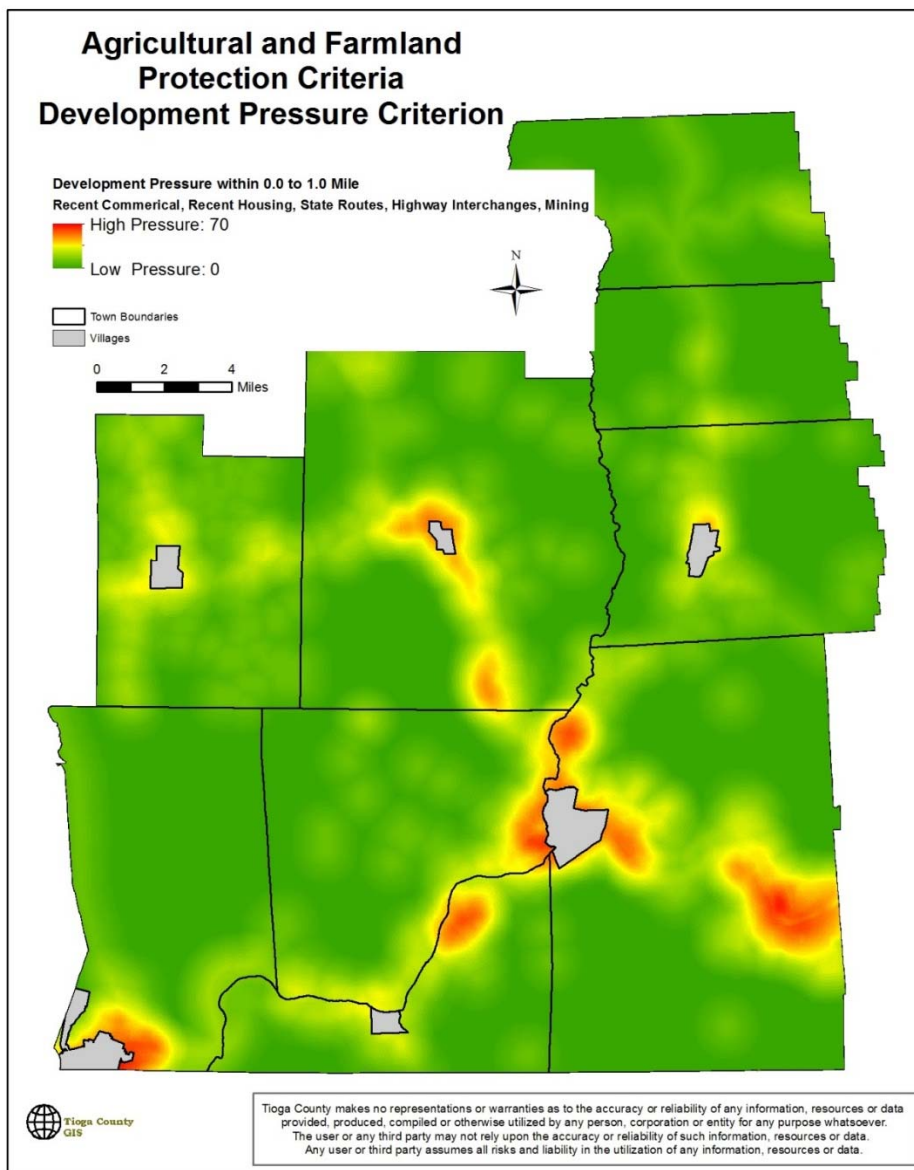 Agricultural and Farmland
Protection Criteria
Development Pressure Criterion
Development Pressure within 0.0 to 1.0 Mile
Recent Commerical, Recent Housing, State Routes, Highway Interchanges, Mining
High Pressure: 70
Low Pressure: 0
N
Town Boundaries
Villages
0 2 4
Miles
Tioga County
GIS
Tioga County makes no representions or warranties as to the accuracy or reliability of any information, resources or data
provided, produced, compiled or otherwise utilized by any person, corporation or entity for any purpose whatsoever.
The user or any third party may not rely upon the accuracy or reliability of such information, resources or data.
Any user or third party assumes all risks and liability in the utilization of any information, resources or data.